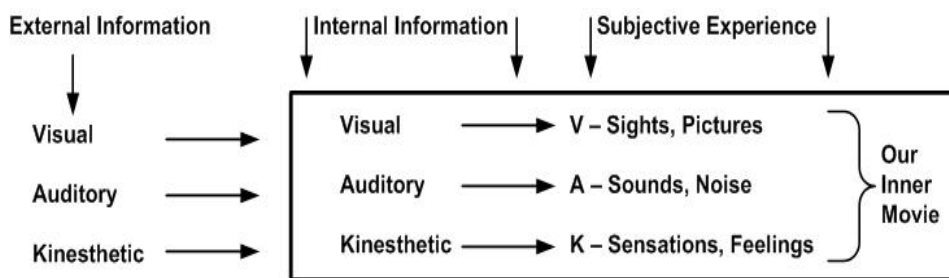 External Information
Internal Information
Subjective Experience
Visual
Visual
V – Sights, Pictures
Auditory
Auditory
A – Sounds, Noise
Kinesthetic
Kinesthetic
K – Sensations, Feelings
Our
Inner
Movie